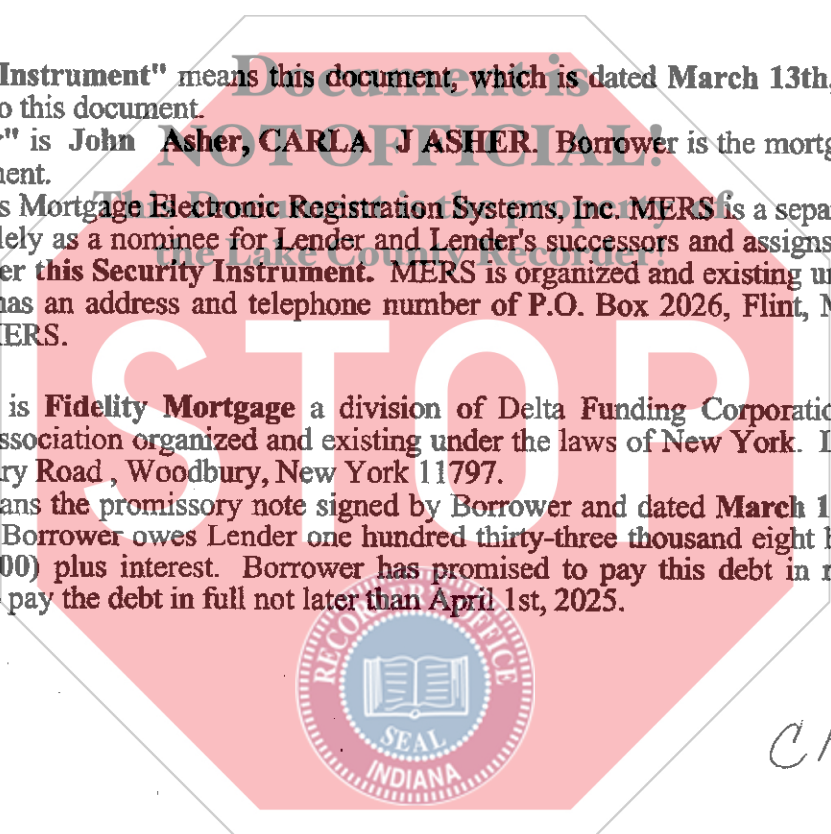 Instrument" means this document, which is dated March 13th,
o this document.
" is John Asher, CARLA J ASHER. Borrower is the mortg
nent.
s Mortgage Electronic Registration Systems, Inc. MERS is a separ
lely as a nominee for Lender and Lender's successors and assigns
er this Security Instrument. MERS is organized and existing un
has an address and telephone number of P.O. Box 2026, Flint, M
ERS.
is Fidelity Mortgage a division of Delta Funding Corporatio
ssociation organized and existing under the laws of New York. L
ry Road , Woodbury, New York 11797.
ans the promissory note signed by Borrower and dated March 1
Borrower owes Lender one hundred thirty-three thousand eight h
00) plus interest. Borrower has promised to pay this debt in r
pay the debt in full not later than April 1st, 2025.
Document is
NOT OFFICIAL!
This Document is the property of
the Lake County Recorder!
STOP
RECORDER'S OFFICE
SEAL
INDIANA